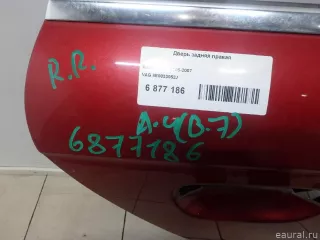 Дверь задняя правая
6 877 186
R.R.
A.4(B.7)
6877186
eaural.ru